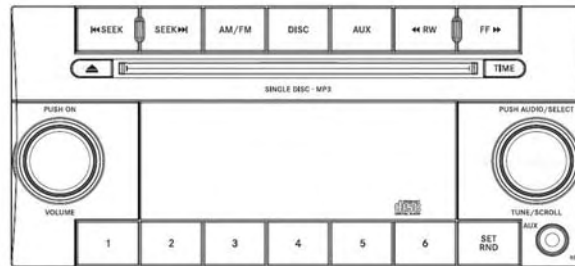 ⏮SEEK SEEK⏭ AM/FM DISC AUX ◀◀ RW FF ▶▶
TIME
SINGLE DISC - MP3
PUSH ON PUSH AUDIO/SELECT
VOLUME TUNE/SCROLL
AUX
1 2 3 4 5 6 SET
RND